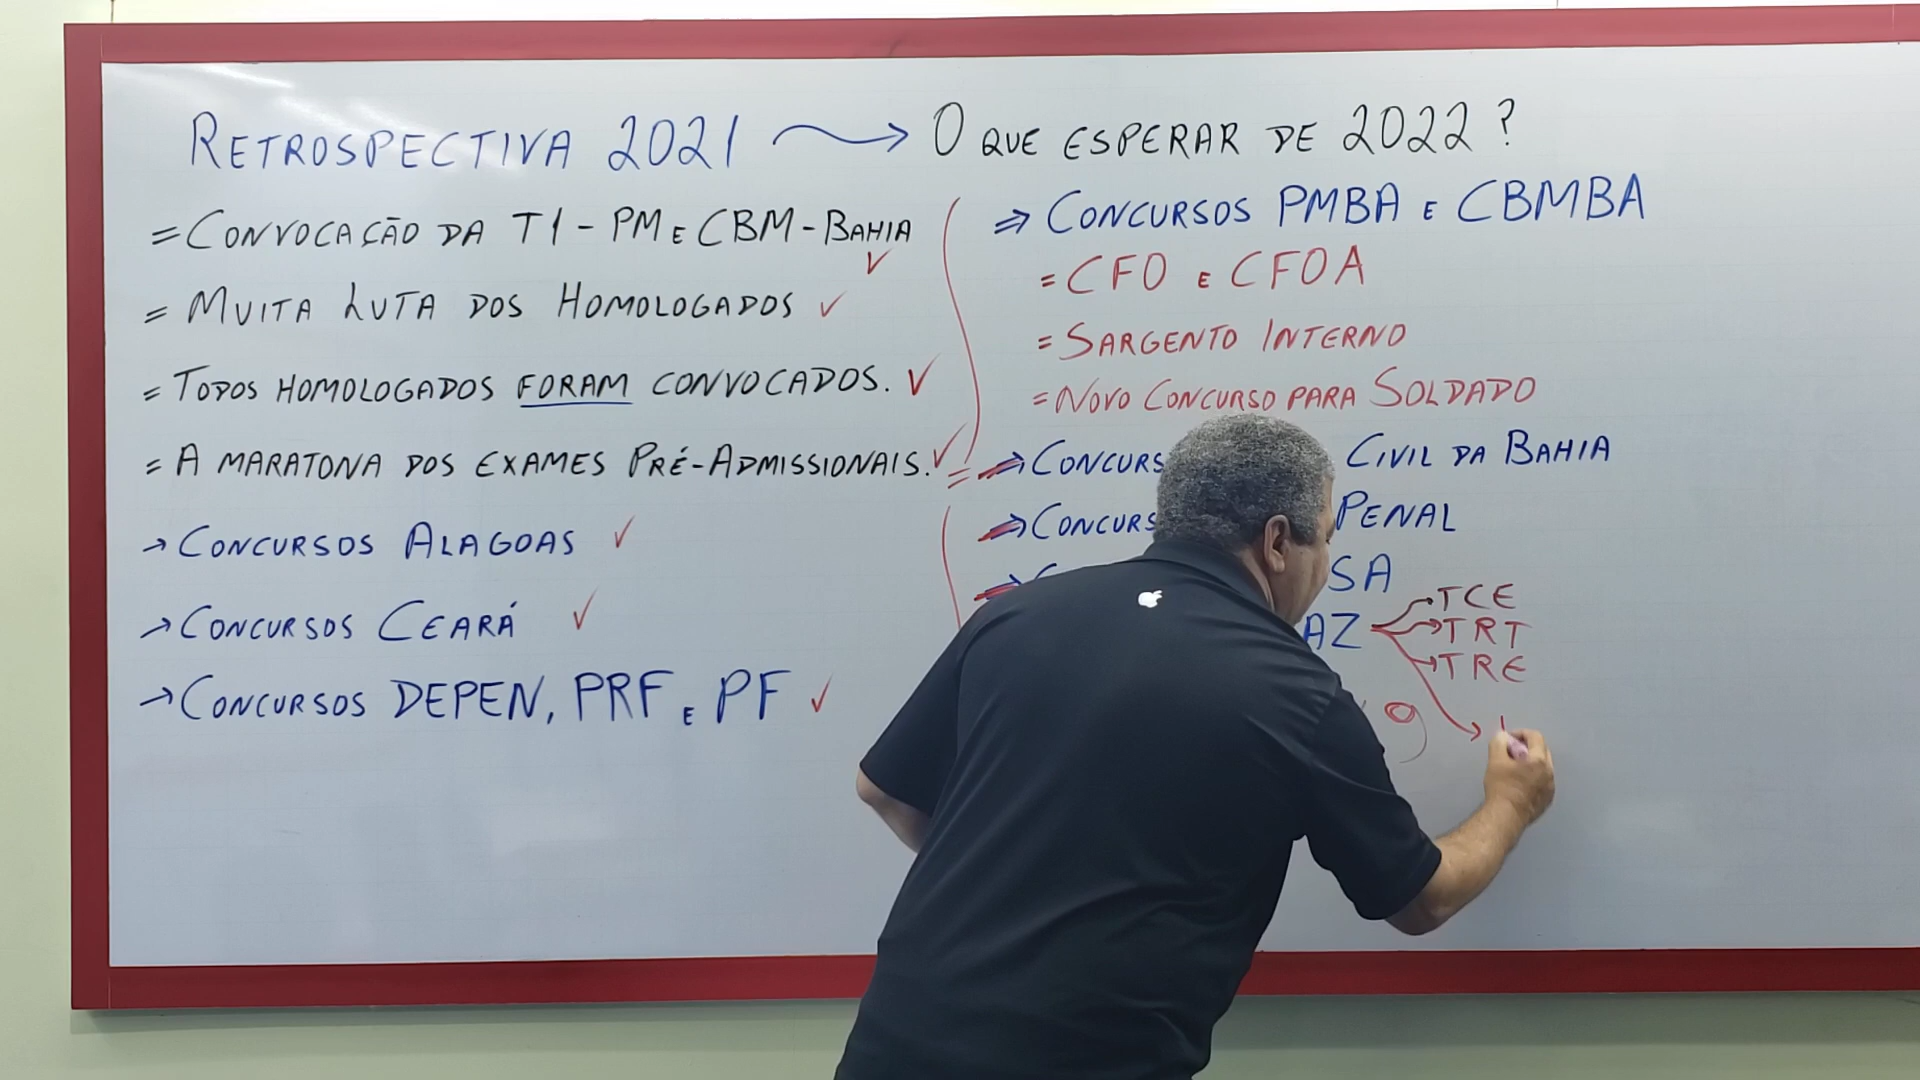 RETROSPECTIVA 2021 → O QUE ESPERAR DE 2022?
= CONVOCAÇÃO DA T1 - PM E CBM - BAHIA ✓
= MUITA LUTA DOS HOMOLOGADOS ✓
= TODOS HOMOLOGADOS FORAM CONVOCADOS. ✓
= A MARATONA DOS EXAMES PRÉ-ADMISSIONAIS. ✓
→ CONCURSOS ALAGOAS ✓
→ CONCURSOS CEARÁ ✓
→ CONCURSOS DEPEN, PRF E PF ✓
⇒ CONCURSOS PMBA E CBMBA
= CFO E CFOA
= SARGENTO INTERNO
= NOVO CONCURSO PARA SOLDADO
⇒ CONCURS CIVIL DA BAHIA
⇒ CONCURS PENAL
SA
AZ
→ TCE
→ TRT
→ TRE